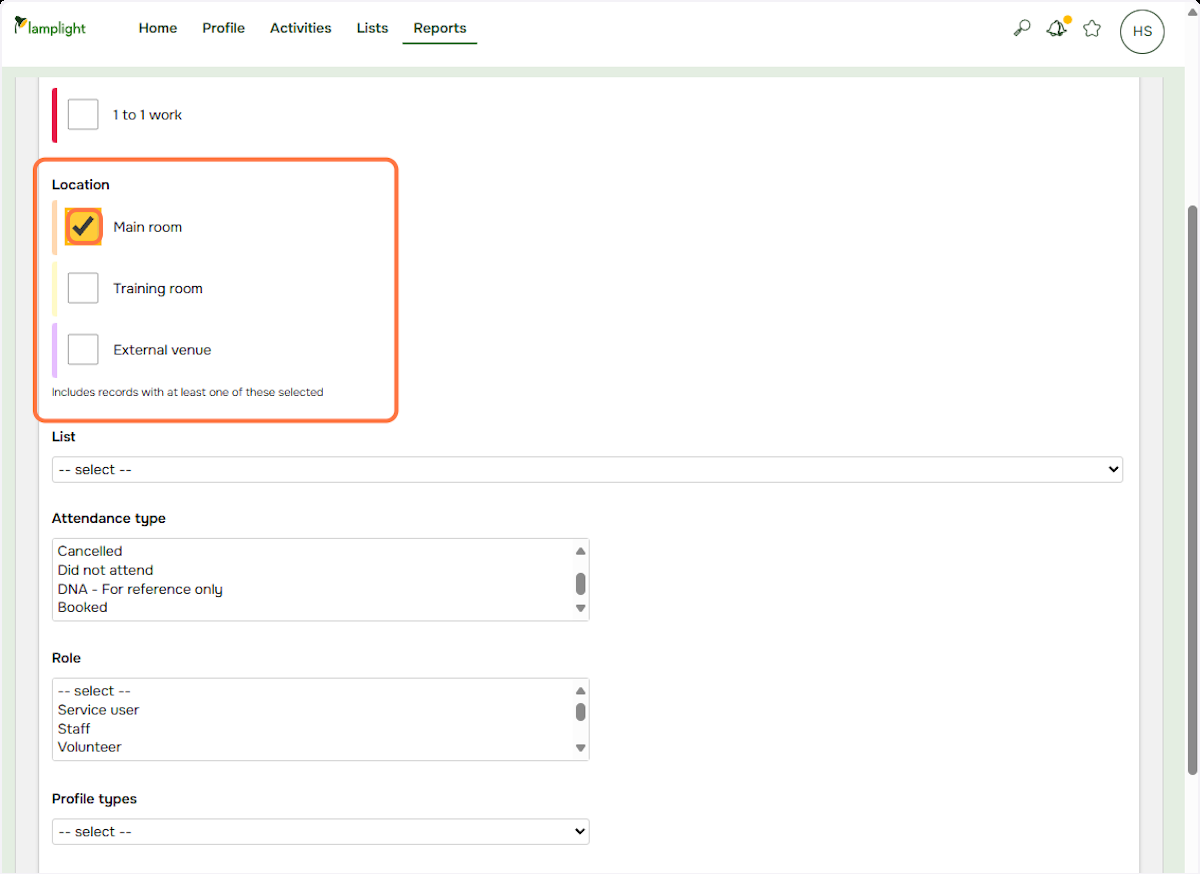 lamplight
Home Profile Activities Lists Reports
HS
1 to 1 work
Location
Main room
Training room
External venue
Includes records with at least one of these selected
List
-- select --
Attendance type
Cancelled
Did not attend
DNA - For reference only
Booked
Role
-- select --
Service user
Staff
Volunteer
Profile types
-- select --